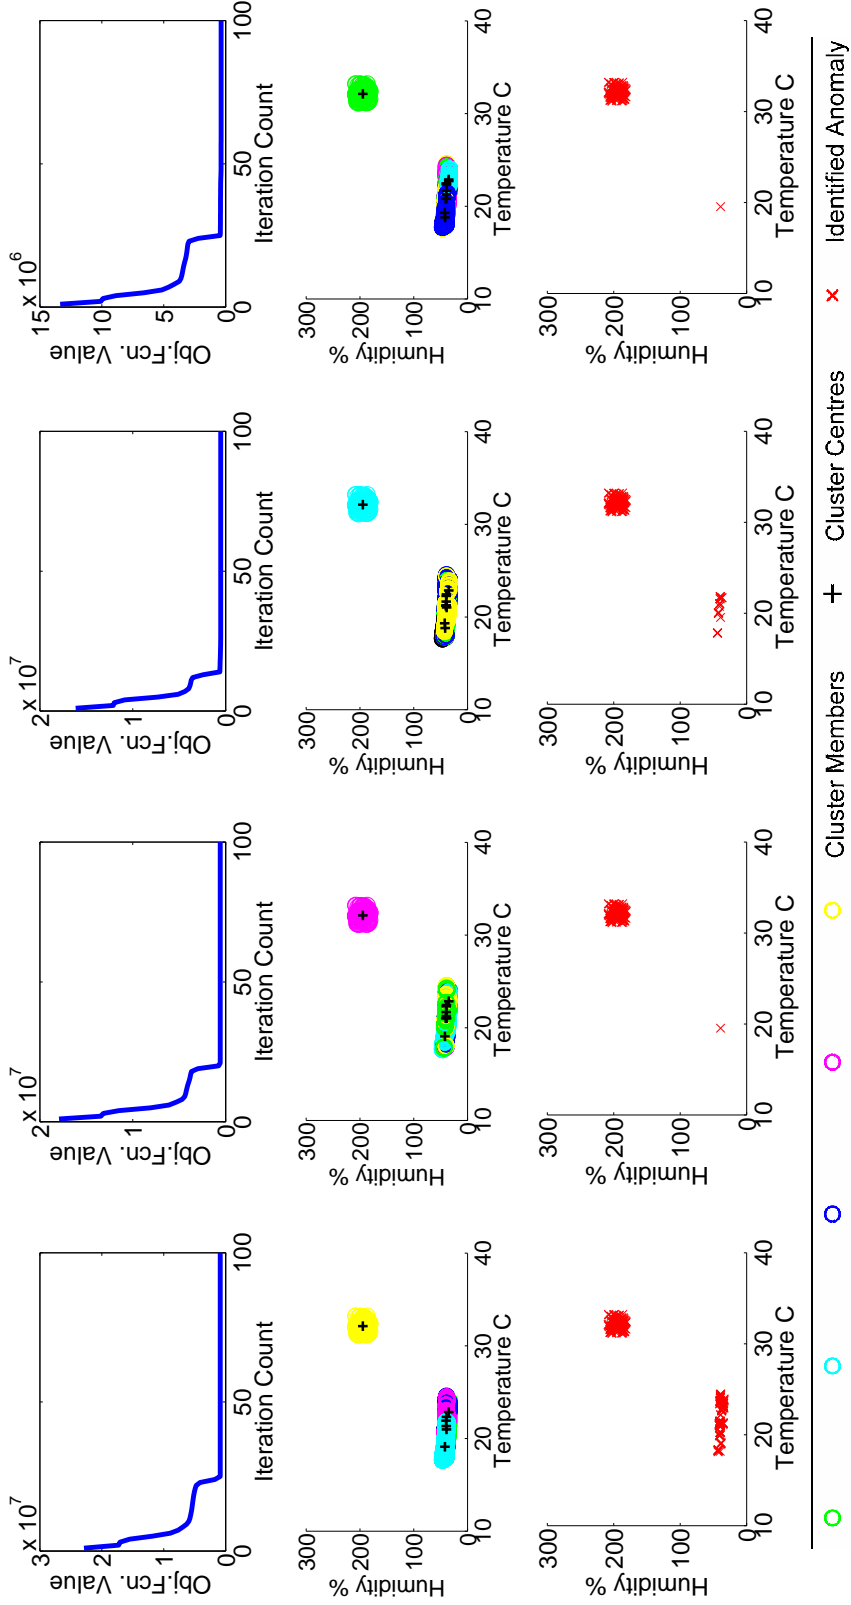 x 10^7
3
2
1
0
0 50 100
Obj.Fcn. Value
Iteration Count
x 10^7
2
1
0
0 50 100
Obj.Fcn. Value
Iteration Count
x 10^7
2
1
0
0 50 100
Obj.Fcn. Value
Iteration Count
x 10^6
15
10
5
0
0 50 100
Obj.Fcn. Value
Iteration Count
300
200
100
0
10 20 30 40
Humidity %
Temperature C
300
200
100
0
10 20 30 40
Humidity %
Temperature C
300
200
100
0
10 20 30 40
Humidity %
Temperature C
300
200
100
0
10 20 30 40
Humidity %
Temperature C
300
200
100
0
10 20 30 40
Humidity %
Temperature C
300
200
100
0
10 20 30 40
Humidity %
Temperature C
300
200
100
0
10 20 30 40
Humidity %
Temperature C
300
200
100
0
10 20 30 40
Humidity %
Temperature C
Cluster Members Cluster Centres Identified Anomaly